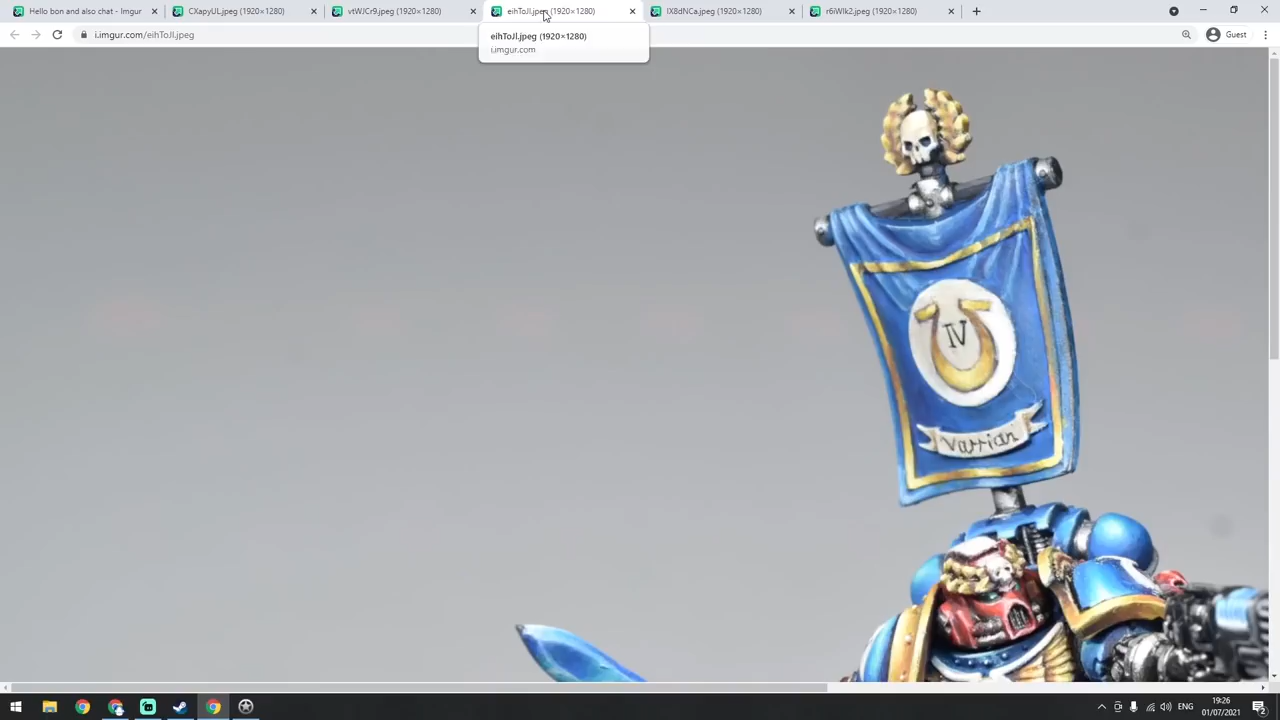 Hello bon and also chat - Imgur
CXapyUL.jpeg (1920×1280)
vtWJCr9.jpeg (1920×1280)
eihToJl.jpeg (1920×1280)
lX8dNCa.jpeg (1920×1280)
r6iWlk2.jpeg (1920×1280)
i.imgur.com/eihToJl.jpeg
Guest
eihToJl.jpeg (1920×1280)
i.imgur.com
IV
Varrian
ENG
19:26
01/07/2021
2